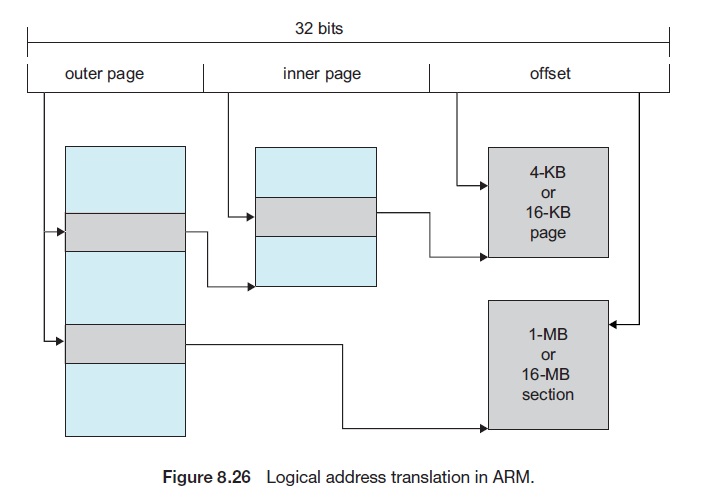 32 bits
outer page
inner page
offset
4-KB
or
16-KB
page
1-MB
or
16-MB
section
Figure 8.26 Logical address translation in ARM.